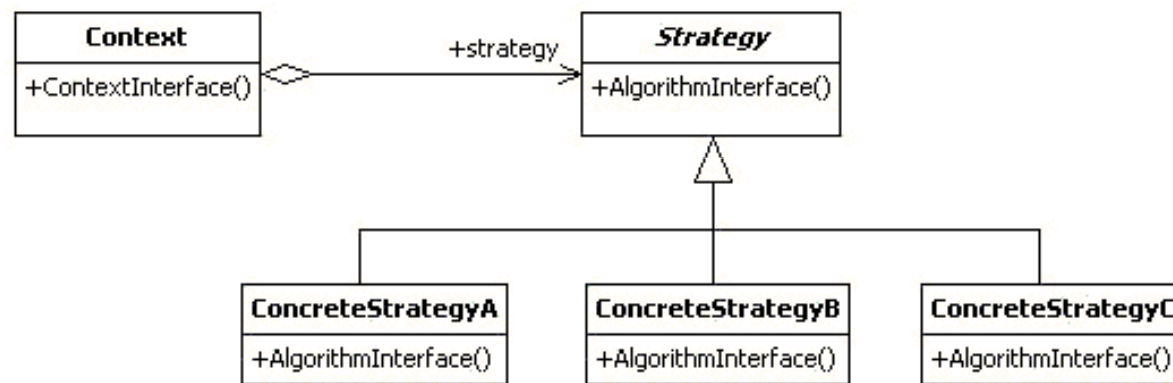 Context
+ContextInterface()
+strategy
Strategy
+AlgorithmInterface()
ConcreteStrategyA
+AlgorithmInterface()
ConcreteStrategyB
+AlgorithmInterface()
ConcreteStrategyC
+AlgorithmInterface()